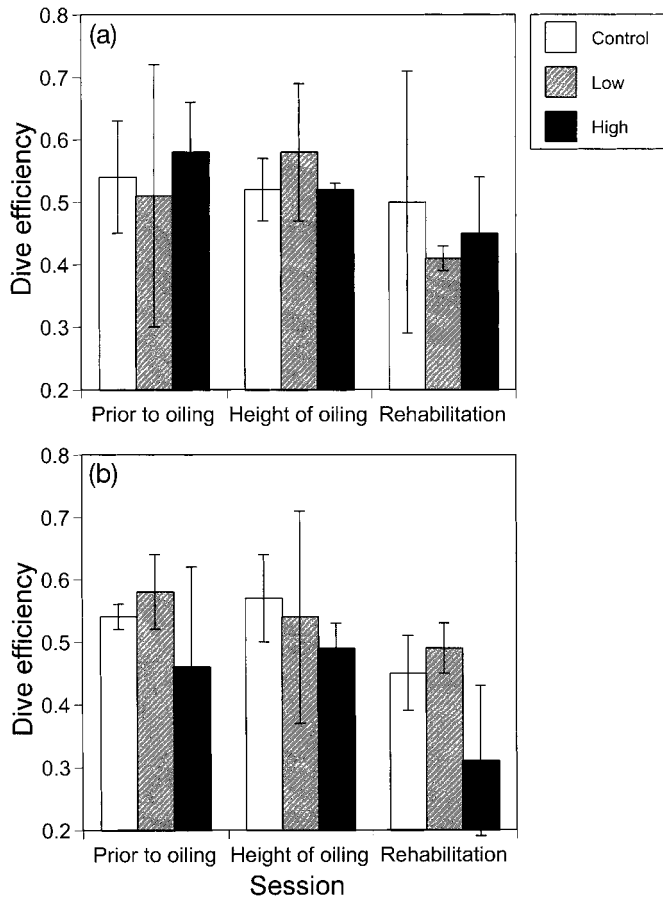 (a)
Control
Low
High
Dive efficiency
0.8
0.7
0.6
0.5
0.4
0.3
0.2
Prior to oiling Height of oiling Rehabilitation
(b)
Dive efficiency
0.8
0.7
0.6
0.5
0.4
0.3
0.2
Prior to oiling Height of oiling Rehabilitation
Session